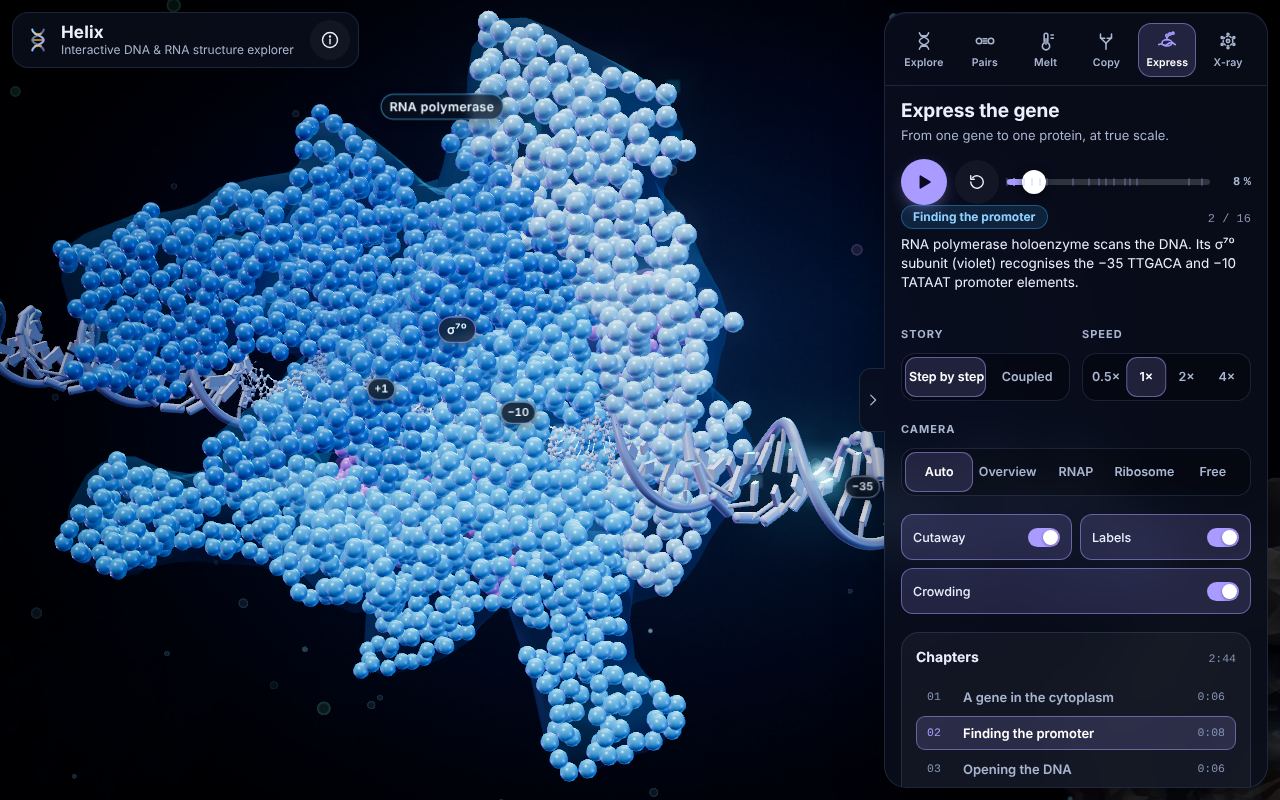 Helix
Interactive DNA & RNA structure explorer
RNA polymerase
σ⁷⁰
+1
−10
−35
Explore
Pairs
Melt
Copy
Express
X-ray
Express the gene
From one gene to one protein, at true scale.
8 %
Finding the promoter
2 / 16
RNA polymerase holoenzyme scans the DNA. Its σ⁷⁰
subunit (violet) recognises the −35 TTGACA and −10
TATAAT promoter elements.
STORY
SPEED
Step by step
Coupled
0.5×
1×
2×
4×
CAMERA
Auto
Overview
RNAP
Ribosome
Free
Cutaway
Labels
Crowding
Chapters
2:44
01 A gene in the cytoplasm 0:06
02 Finding the promoter 0:08
03 Opening the DNA 0:06